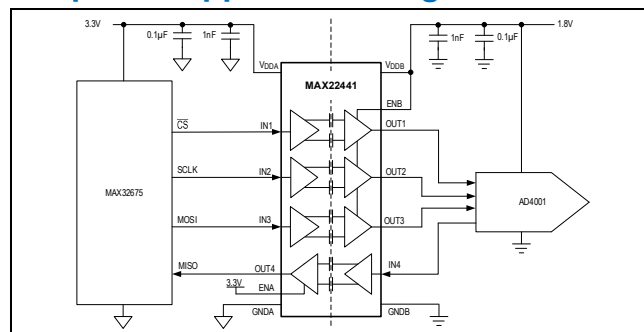 3.3V
1.8V
0.1µF
1nF
1nF
0.1µF
VDDA
VDDB
MAX22441
ENB
CS
IN1
OUT1
SCLK
IN2
OUT2
MAX32675
AD4001
MOSI
IN3
OUT3
MISO
OUT4
IN4
3.3V
ENA
GNDA
GNDB